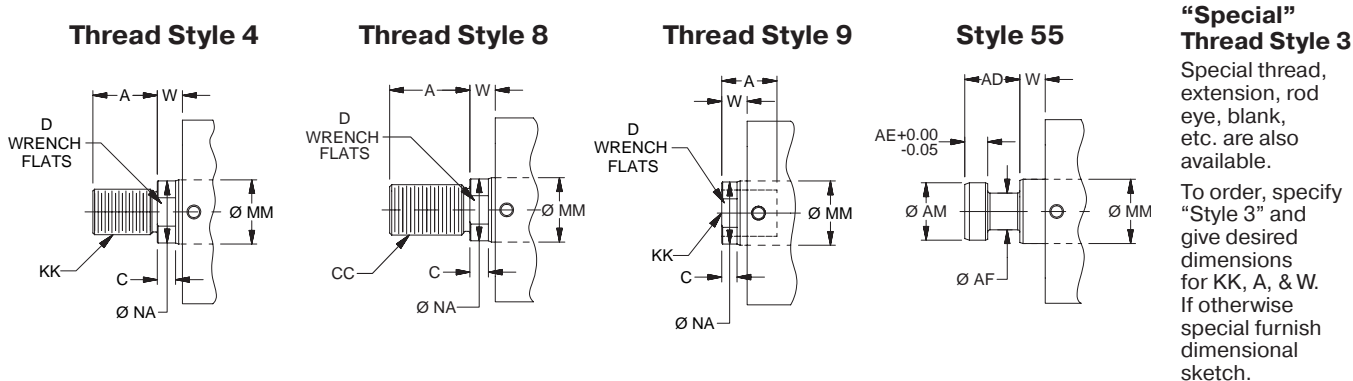 Thread Style 4
A
W
D
WRENCH
FLATS
Ø MM
KK
C
Ø NA
Thread Style 8
A
W
D
WRENCH
FLATS
Ø MM
CC
C
Ø NA
Thread Style 9
A
W
D
WRENCH
FLATS
Ø MM
KK
C
Ø NA
Style 55
AD
W
AE+0.00
-0.05
Ø AM
Ø MM
Ø AF
“Special”
Thread Style 3
Special thread,
extension, rod
eye, blank,
etc. are also
available.
To order, specify
“Style 3” and
give desired
dimensions
for KK, A, & W.
If otherwise
special furnish
dimensional
sketch.